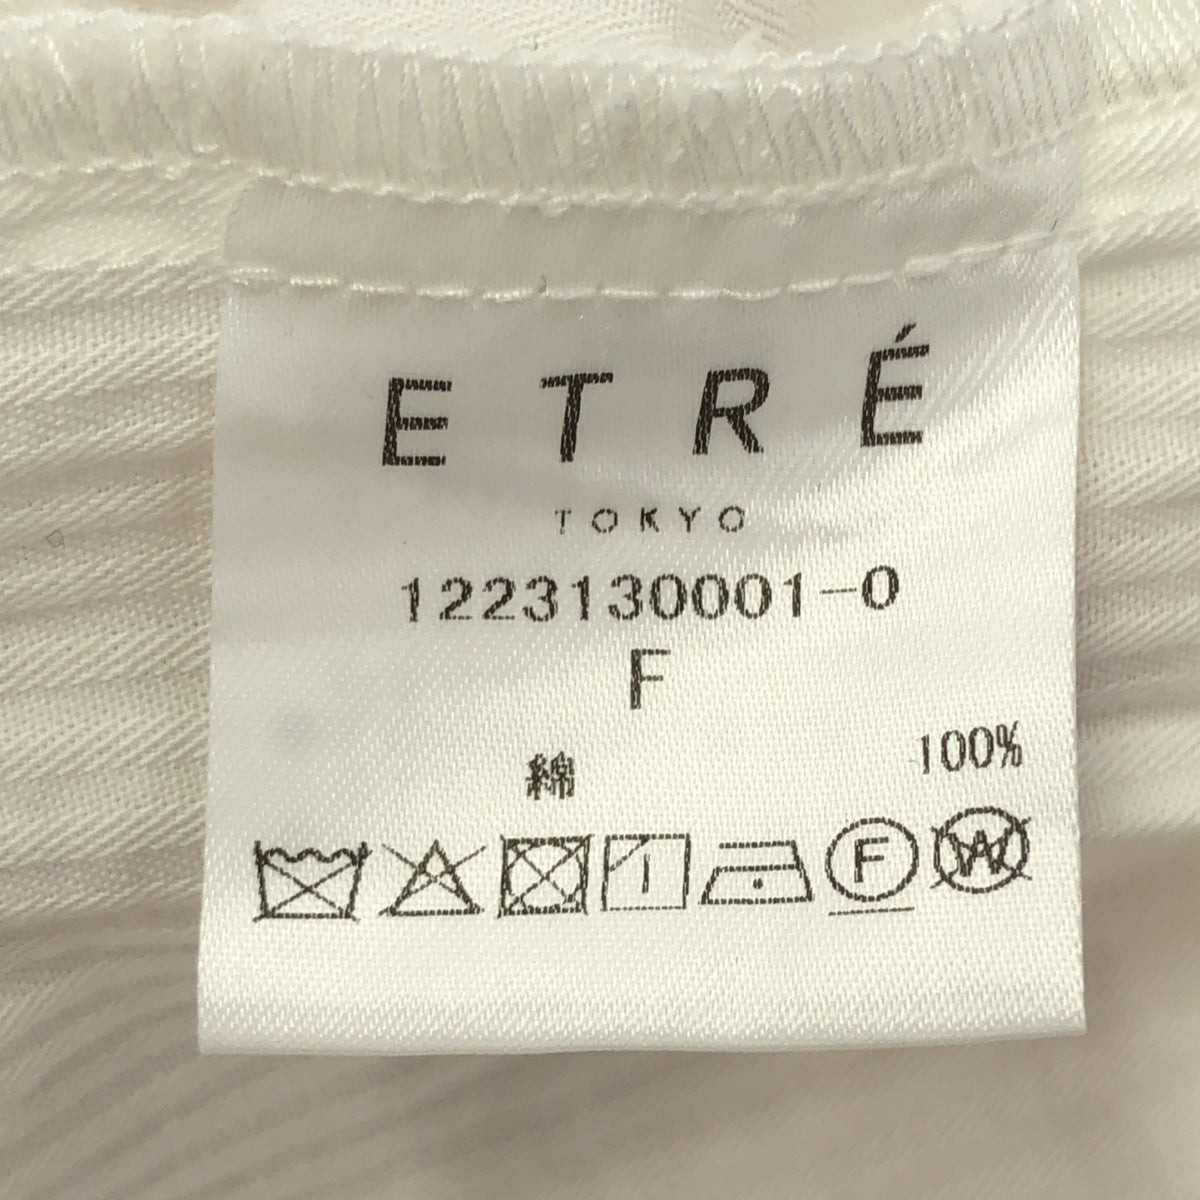 ETRÉ
TOKYO
1223130001-0
F
綿 100%
F W